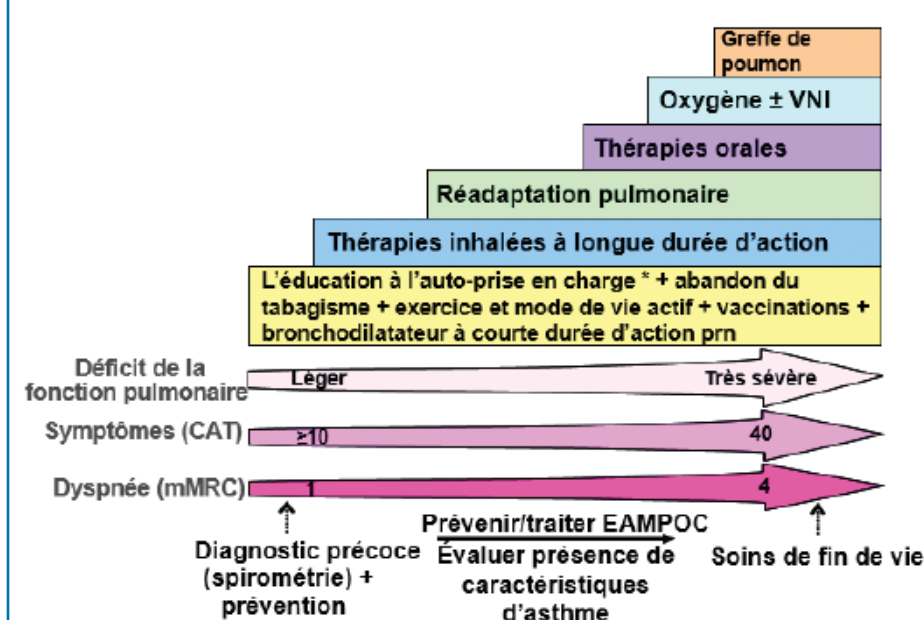 Greffe de
poumon
Oxygène ± VNI
Thérapies orales
Réadaptation pulmonaire
Thérapies inhalées à longue durée d'action
L'éducation à l'auto-prise en charge * + abandon du
tabagisme + exercice et mode de vie actif + vaccinations +
bronchodilatateur à courte durée d'action prn
Déficit de la
fonction pulmonaire
Léger
Très sévère
Symptômes (CAT)
≥10
40
Dyspnée (mMRC)
1
4
Diagnostic précoce
(spirométrie) +
prévention
Prévenir/traiter EAMPOC
Évaluer présence de
caractéristiques
d'asthme
Soins de fin de vie